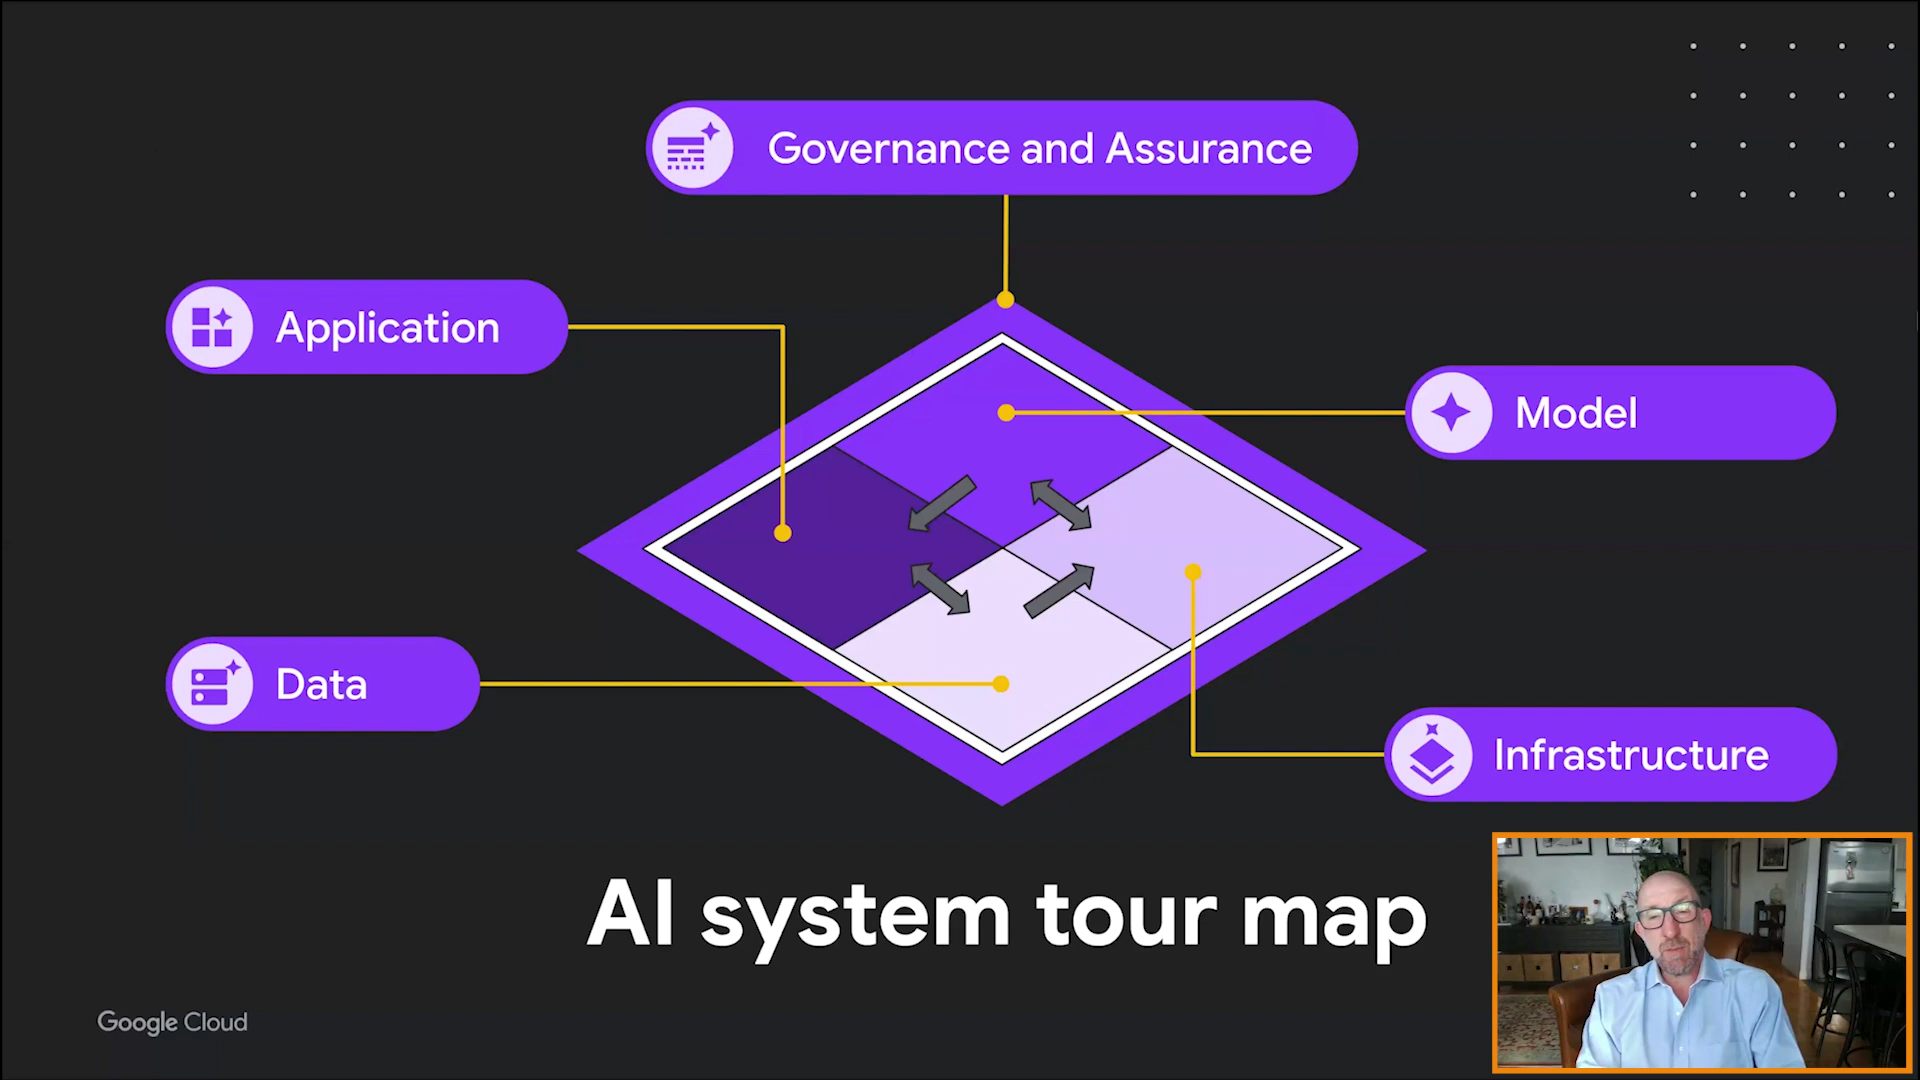 Governance and Assurance
Application
Model
Data
Infrastructure
AI system tour map
Google Cloud